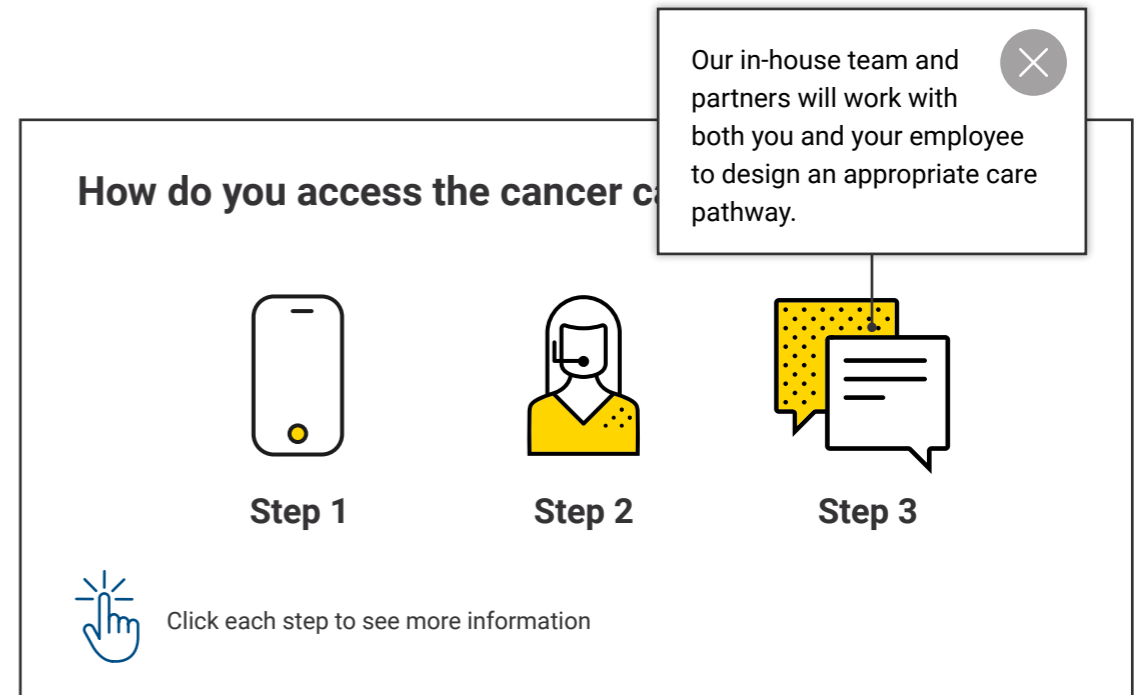 Our in-house team and
partners will work with
both you and your employee
to design an appropriate care
pathway.
How do you access the cancer
Step 1
Step 2
Step 3
Click each step to see more information